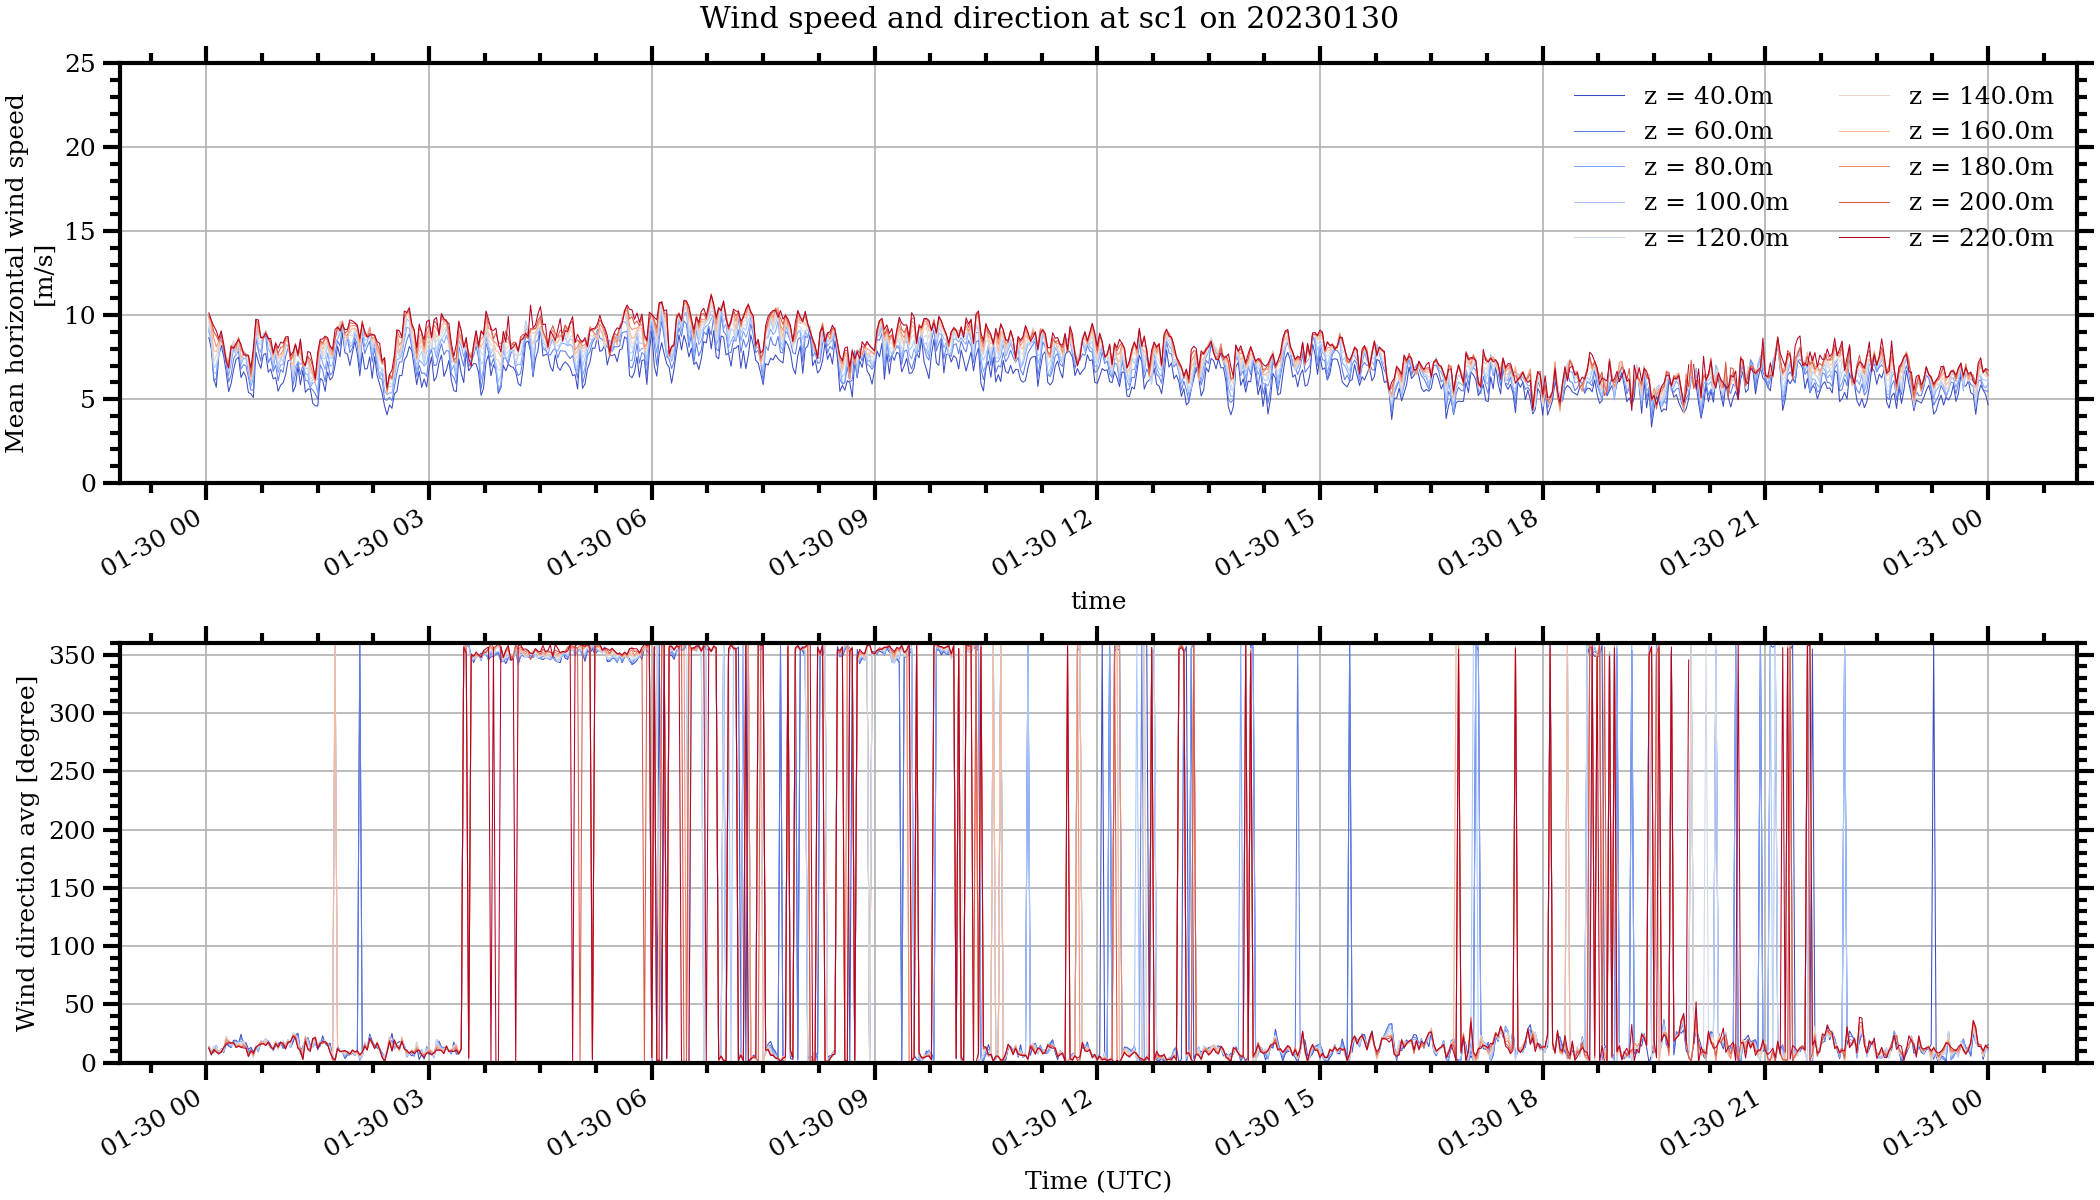 Wind speed and direction at sc1 on 20230130
Mean horizontal wind speed
[m/s]
25
20
15
10
5
0
z = 40.0m
z = 60.0m
z = 80.0m
z = 100.0m
z = 120.0m
z = 140.0m
z = 160.0m
z = 180.0m
z = 200.0m
z = 220.0m
01-30 00
01-30 03
01-30 06
01-30 09
01-30 12
01-30 15
01-30 18
01-30 21
01-31 00
time
Wind direction avg [degree]
350
300
250
200
150
100
50
0
01-30 00
01-30 03
01-30 06
01-30 09
01-30 12
01-30 15
01-30 18
01-30 21
01-31 00
Time (UTC)